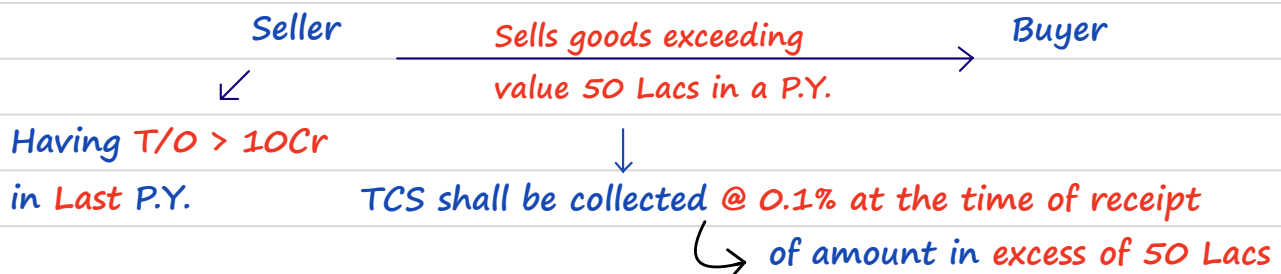 Seller Sells goods exceeding Buyer
value 50 Lacs in a P.Y.
Having T/O > 10Cr
in Last P.Y. TCS shall be collected @ 0.1% at the time of receipt
of amount in excess of 50 Lacs